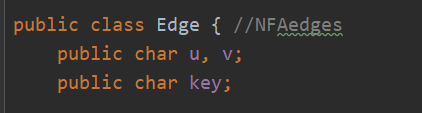 public class Edge { //NFAedges
public char u, v;
public char key;